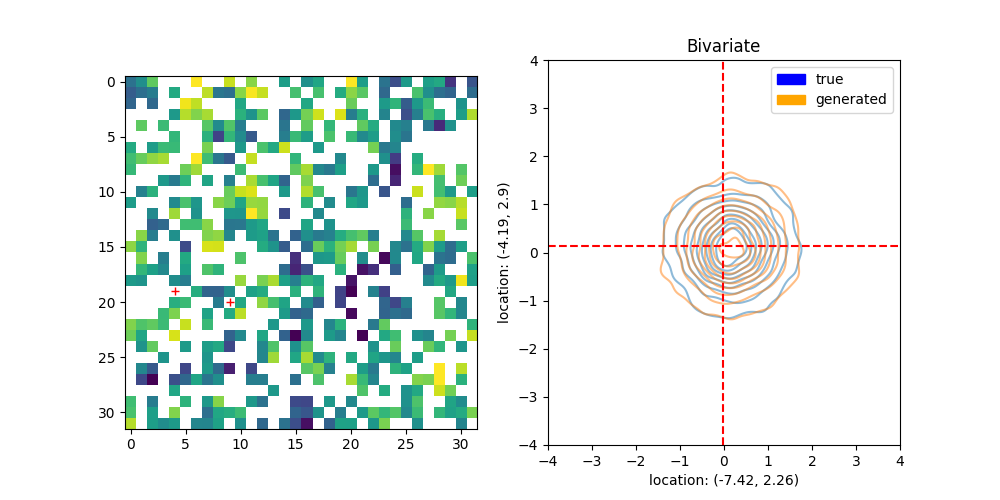 Bivariate
true
generated
0
5
10
15
20
25
30
0 5 10 15 20 25 30
location: (-4.19, 2.9)
4
3
2
1
0
−1
−2
−3
−4
−4 −3 −2 −1 0 1 2 3 4
location: (-7.42, 2.26)